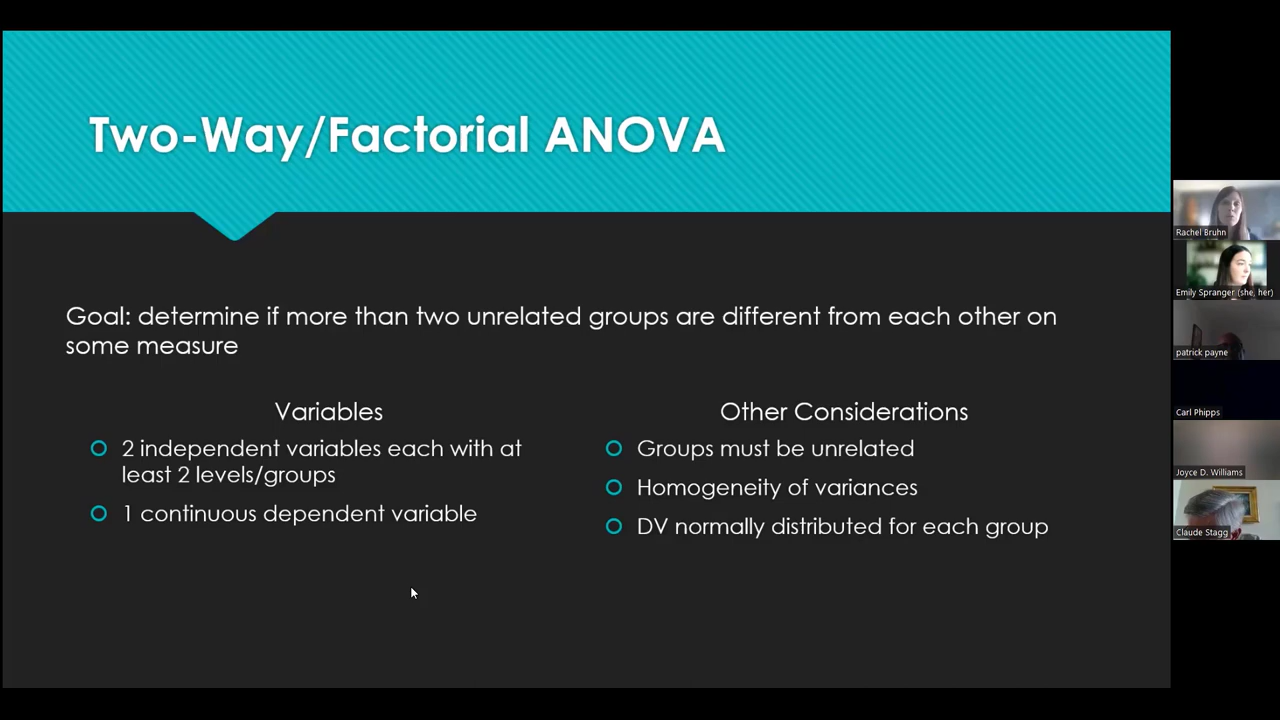 Two-Way/Factorial ANOVA
Goal: determine if more than two unrelated groups are different from each other on
some measure
Variables
2 independent variables each with at
least 2 levels/groups
1 continuous dependent variable
Other Considerations
Groups must be unrelated
Homogeneity of variances
DV normally distributed for each group
Rachel Bruhn
Emily Spranger (she, her)
patrick payne
Carl Phipps
Joyce D. Williams
Claude Stagg